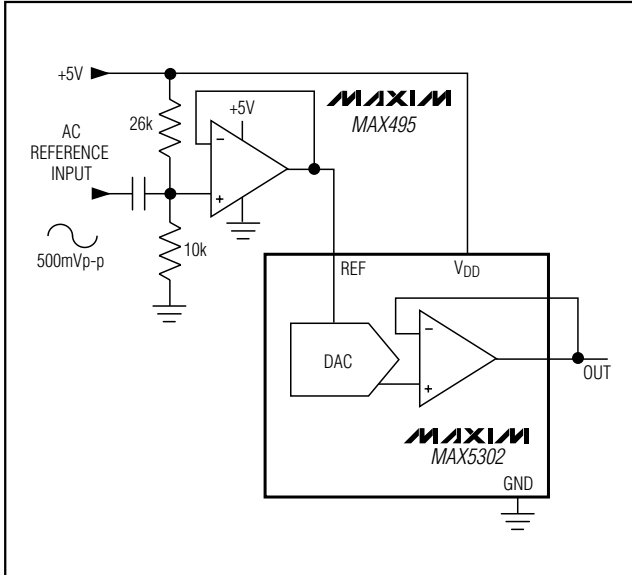 +5V
MAXIM
MAX495
26k
+5V
AC
REFERENCE
INPUT
−
+
500mVp-p
10k
REF
VDD
DAC
−
+
OUT
MAXIM
MAX5302
GND